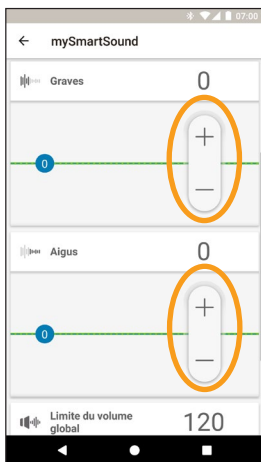 07:00
mySmartSound
Graves 0
+
0
−
Aigus 0
+
0
−
Limite du volume
global 120